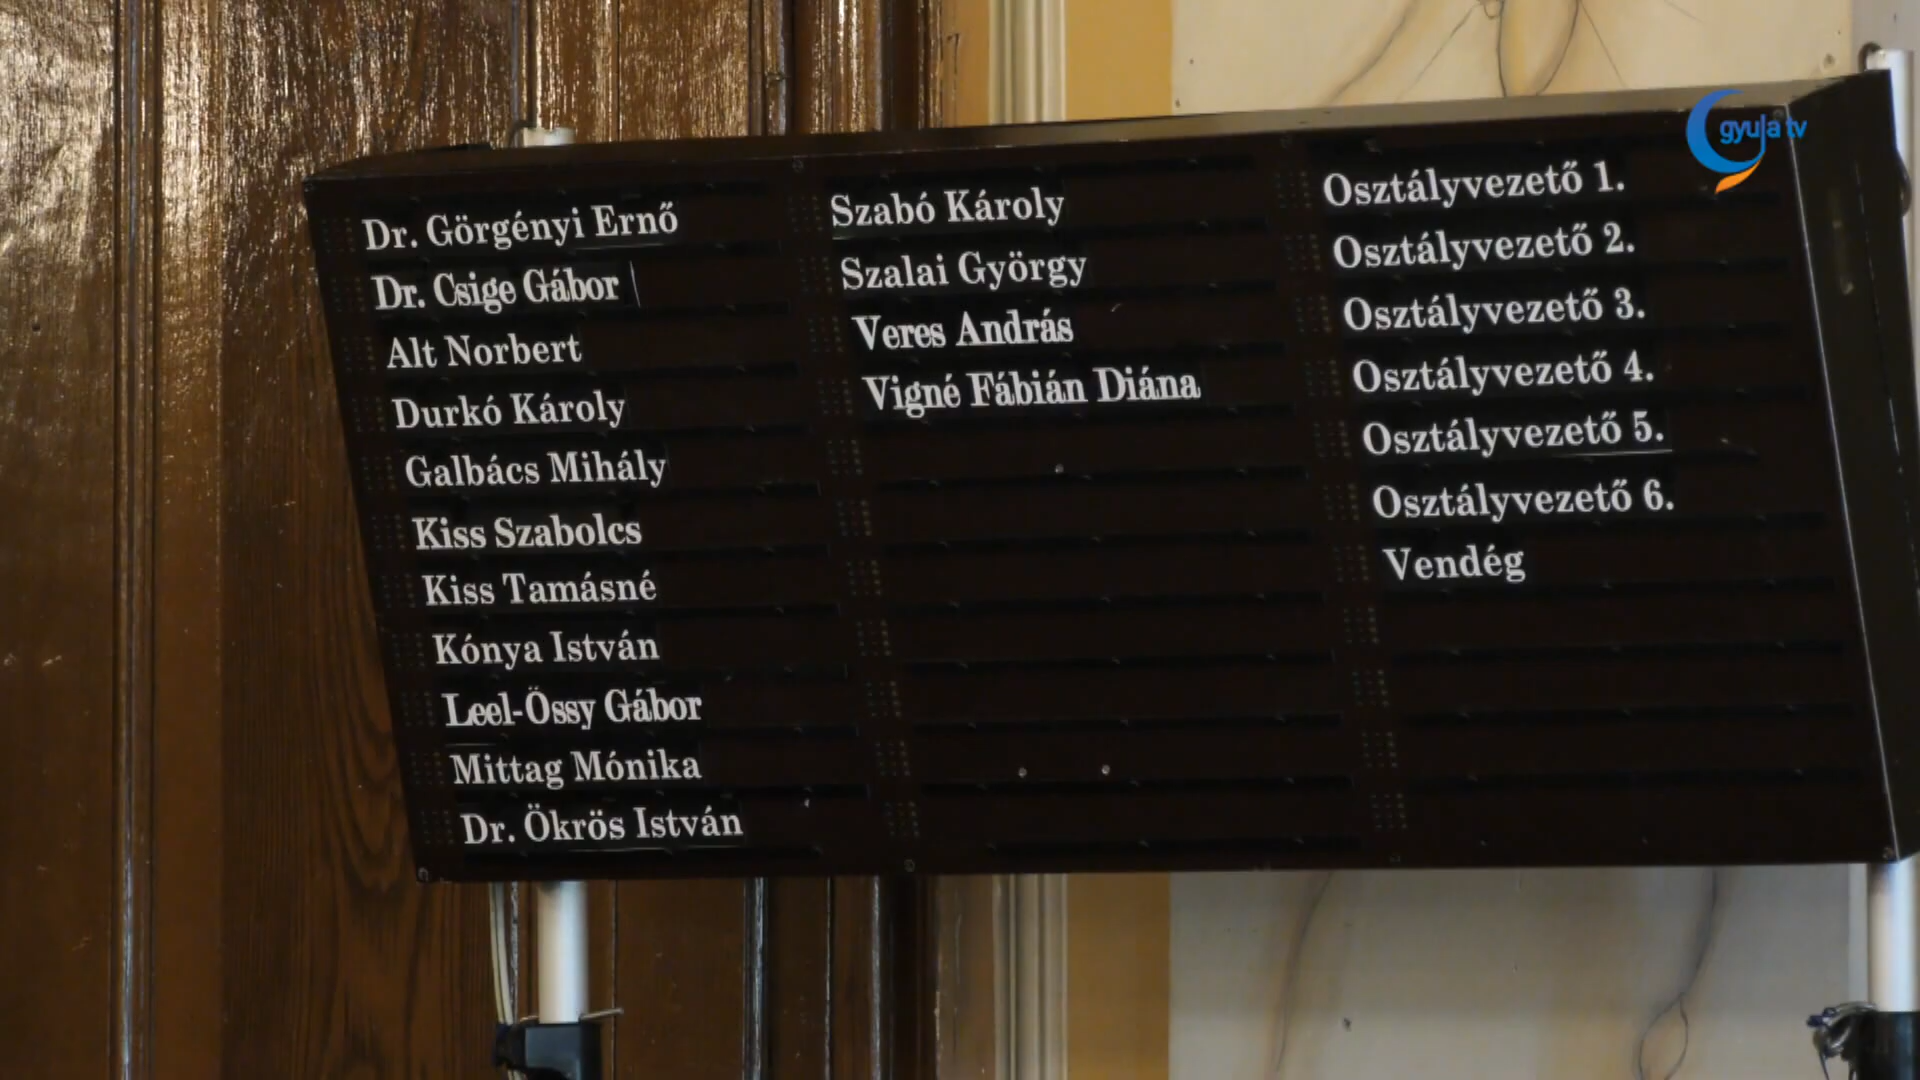 Dr. Görgényi Ernő
Dr. Csige Gábor
Alt Norbert
Durkó Károly
Galbács Mihály
Kiss Szabolcs
Kiss Tamásné
Kónya István
Leel-Őssy Gábor
Mittag Mónika
Dr. Ökrös István
Szabó Károly
Szalai György
Veres András
Vigné Fábián Diána
Osztályvezető 1.
Osztályvezető 2.
Osztályvezető 3.
Osztályvezető 4.
Osztályvezető 5.
Osztályvezető 6.
Vendég
gyula tv